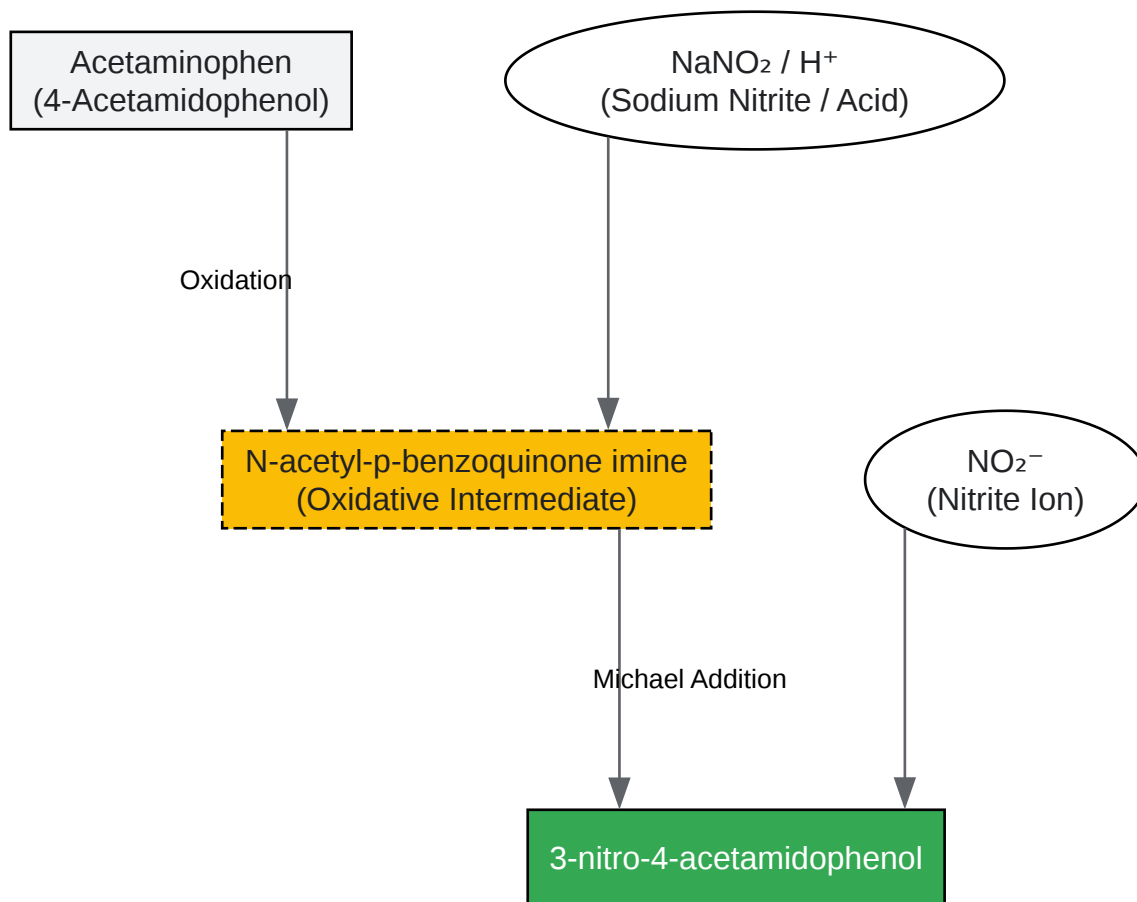 Acetaminophen
(4-Acetamidophenol)
NaNO₂ / H⁺
(Sodium Nitrite / Acid)
Oxidation
N-acetyl-p-benzoquinone imine
(Oxidative Intermediate)
NO₂⁻
(Nitrite Ion)
Michael Addition
3-nitro-4-acetamidophenol